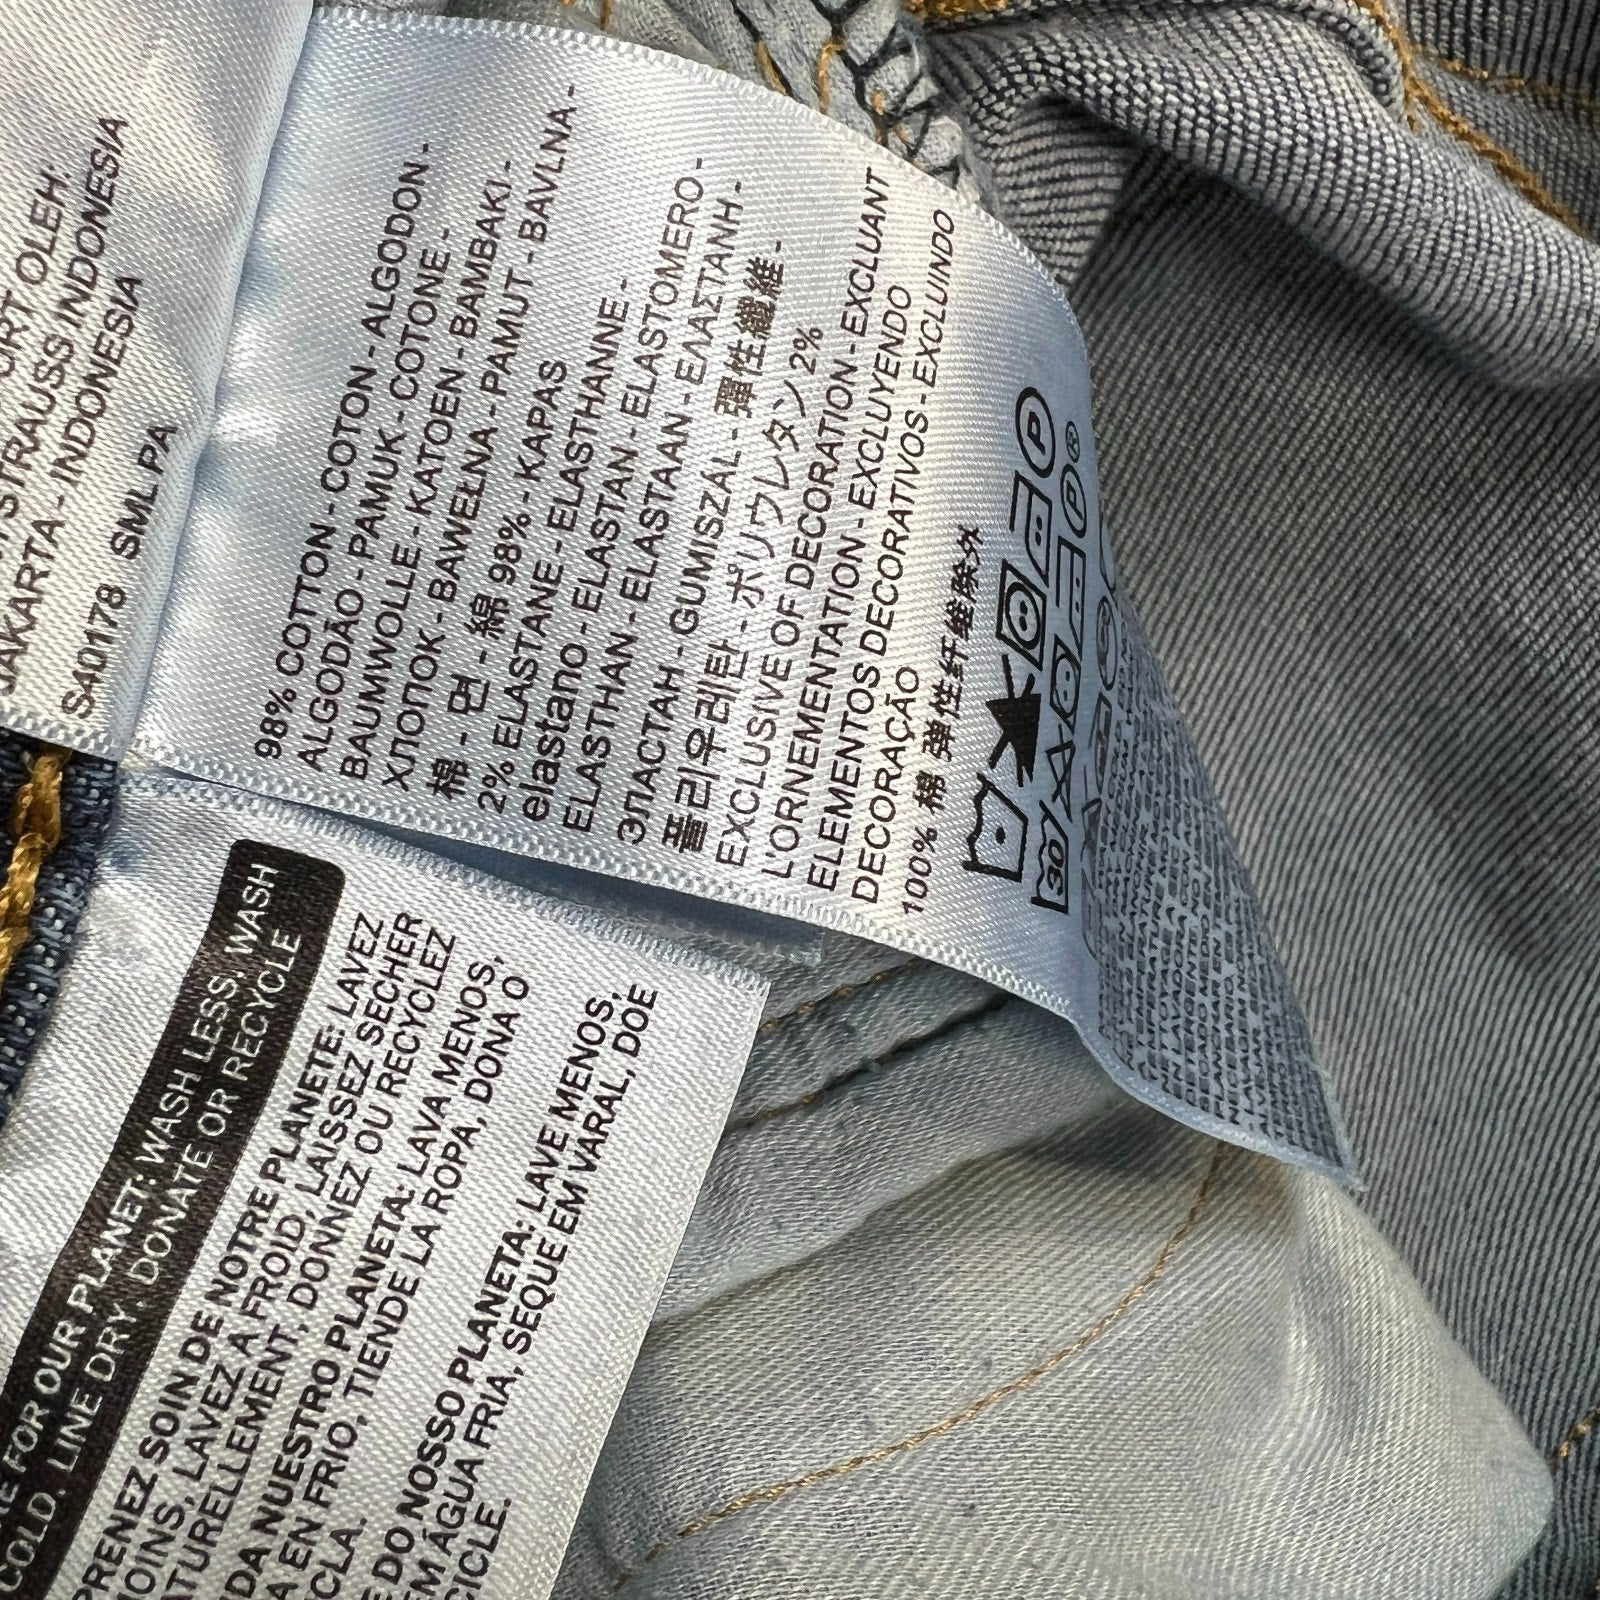 ORT OLEH:
STRAUSS INDONESIA
JAKARTA - INDONESIA
SA0178 SML PA
98% COTTON - COTON - ALGODON -
ALGODÃO - PAMUK - COTONE -
BAUMWOLLE - KATOEN - BAMBAKI -
ХЛОПОК - BAWEŁNA - PAMUT - BAVLNA -
棉 - 면 - 綿 98% - KAPAS
2% ELASTANE - ELASTHANNE -
elastano - ELASTAN - ELASTOMERO -
ELASTHAN - ELASTAAN - ΕΛΑΣΤΑΝΗ -
ЭЛАСТАН - GUMISZÁL - 彈性纖維 -
폴리우레탄 - ポリウレタン 2%
EXCLUSIVE OF DECORATION - EXCLUANT
L'ORNEMENTATION - EXCLUYENDO
ELEMENTOS DECORATIVOS - EXCLUINDO
DECORAÇÃO
100% 棉 弹性纤维除外
P
30 P
FOR OUR PLANET: WASH LESS, WASH
COLD, LINE DRY, DONATE OR RECYCLE
PRENEZ SOIN DE NOTRE PLANETE: LAVEZ
MOINS, LAVEZ A FROID, LAISSEZ SECHER
NATURELLEMENT, DONNEZ OU RECYCLEZ
NUESTRO PLANETA: LAVA MENOS,
EN FRIO, TIENDE LA ROPA, DONA O
DO NOSSO PLANETA: LAVE MENOS,
EM ÁGUA FRIA, SEQUE EM VARAL, DOE